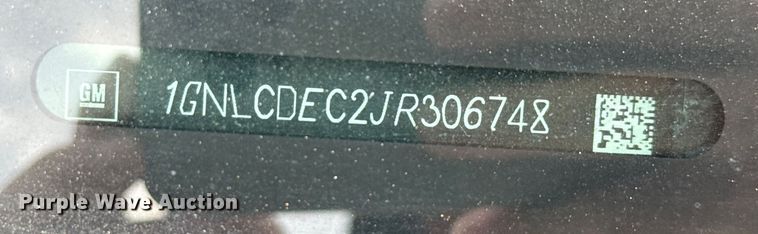 GM 1GNLCDEC2JR306748
Purple Wave Auction